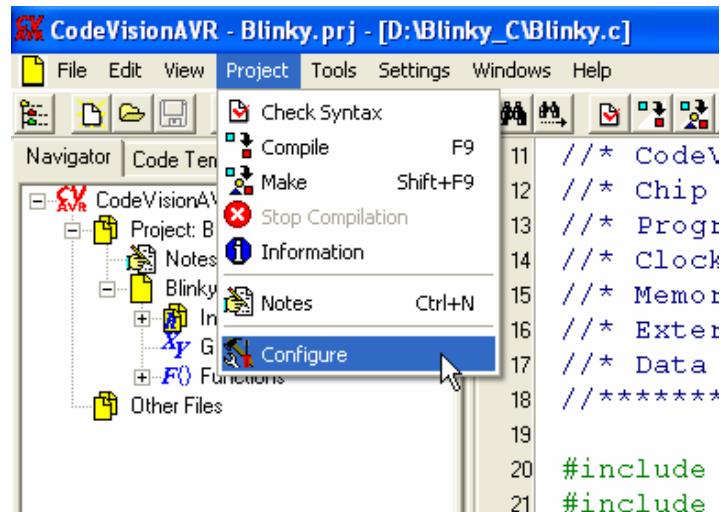 CodeVisionAVR - Blinky.prj - [D:\Blinky_C\Blinky.c]
File Edit View Project Tools Settings Windows Help
Navigator Code Ten
CodeVisionAV
Project: B
Notes
Blinky
In
G
Functions
Other Files
Check Syntax
Compile F9
Make Shift+F9
Stop Compilation
Information
Notes Ctrl+N
Configure
11 //* CodeV
12 //* Chip
13 //* Progr
14 //* Clock
15 //* Memor
16 //* Exter
17 //* Data
18 //*******
19
20 #include
21 #include